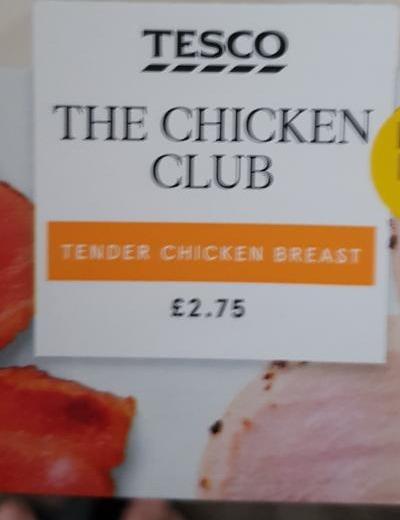 TESCO
THE CHICKEN
CLUB
TENDER CHICKEN BREAST
£2.75